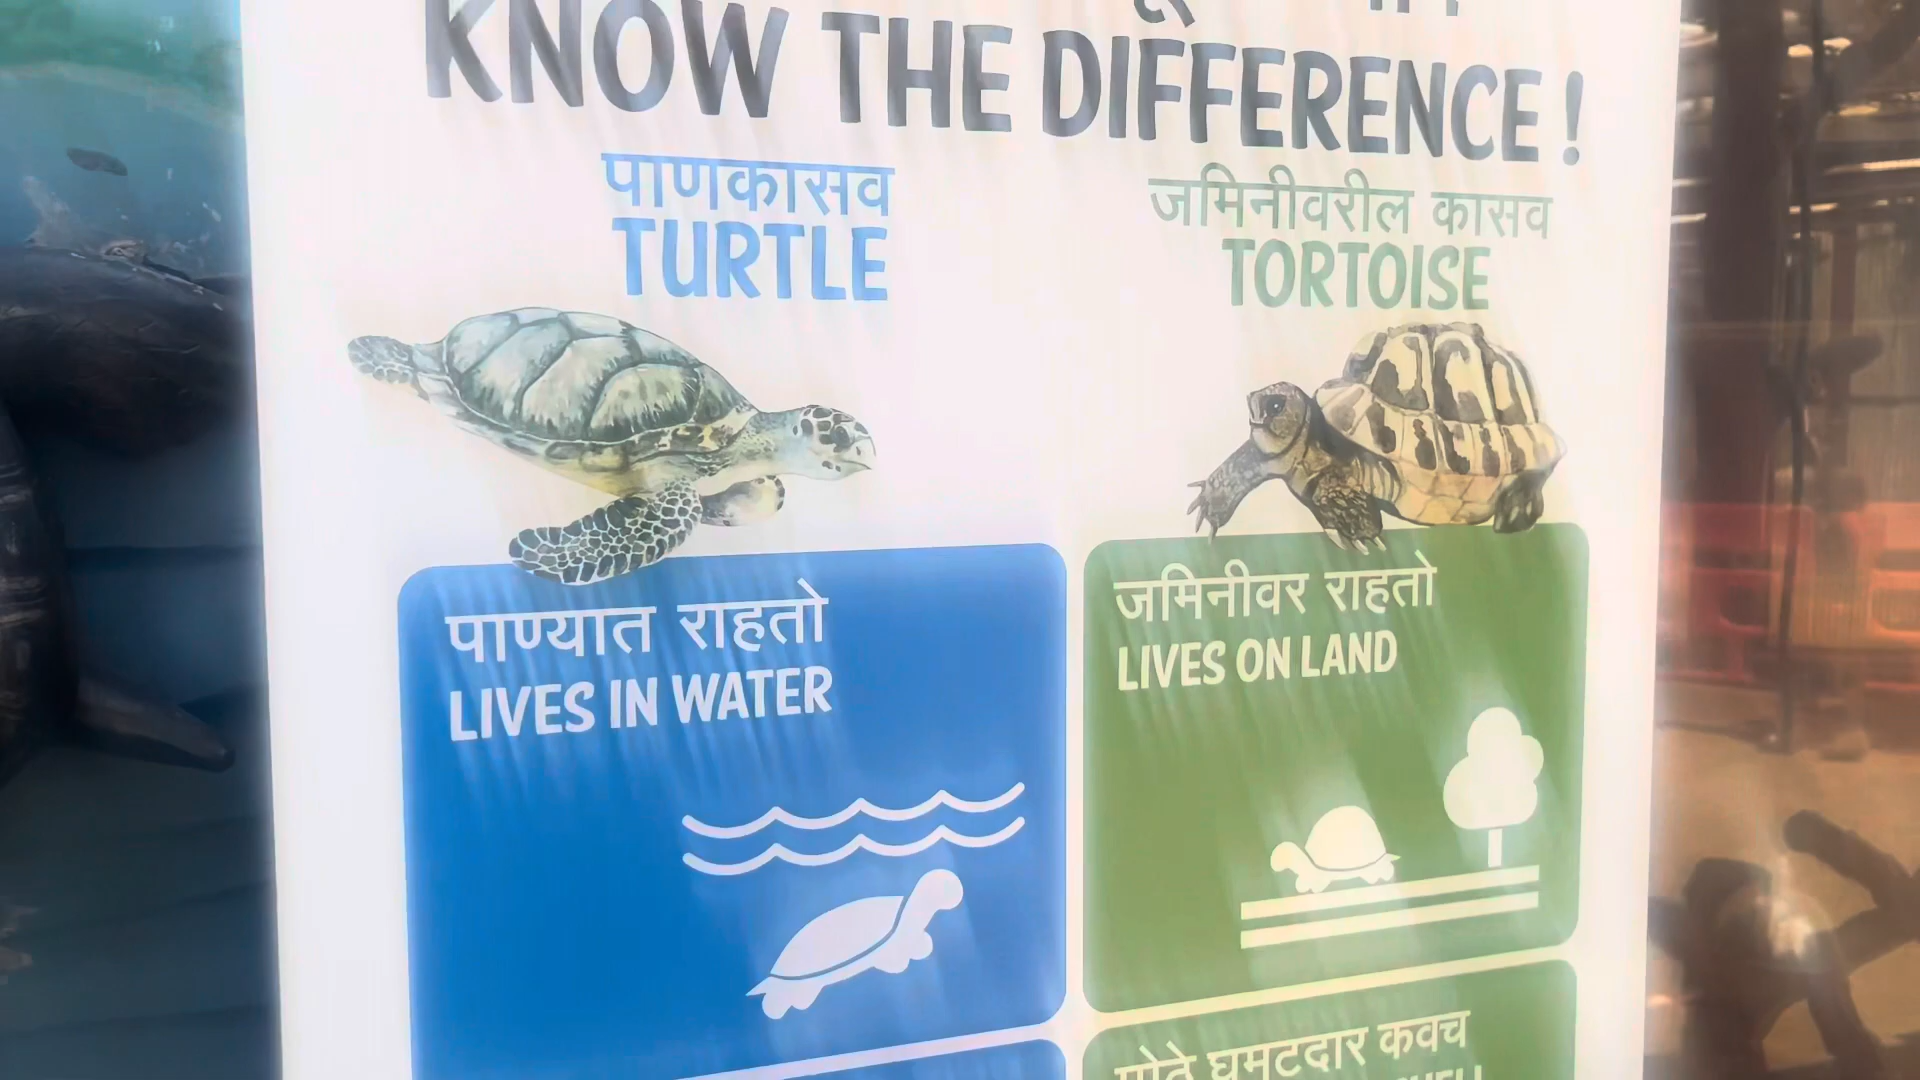 KNOW THE DIFFERENCE !
पाणकासव
TURTLE
जमिनीवरील कासव
TORTOISE
पाण्यात राहतो
LIVES IN WATER
जमिनीवर राहतो
LIVES ON LAND
मोठे घुमटदार कवच